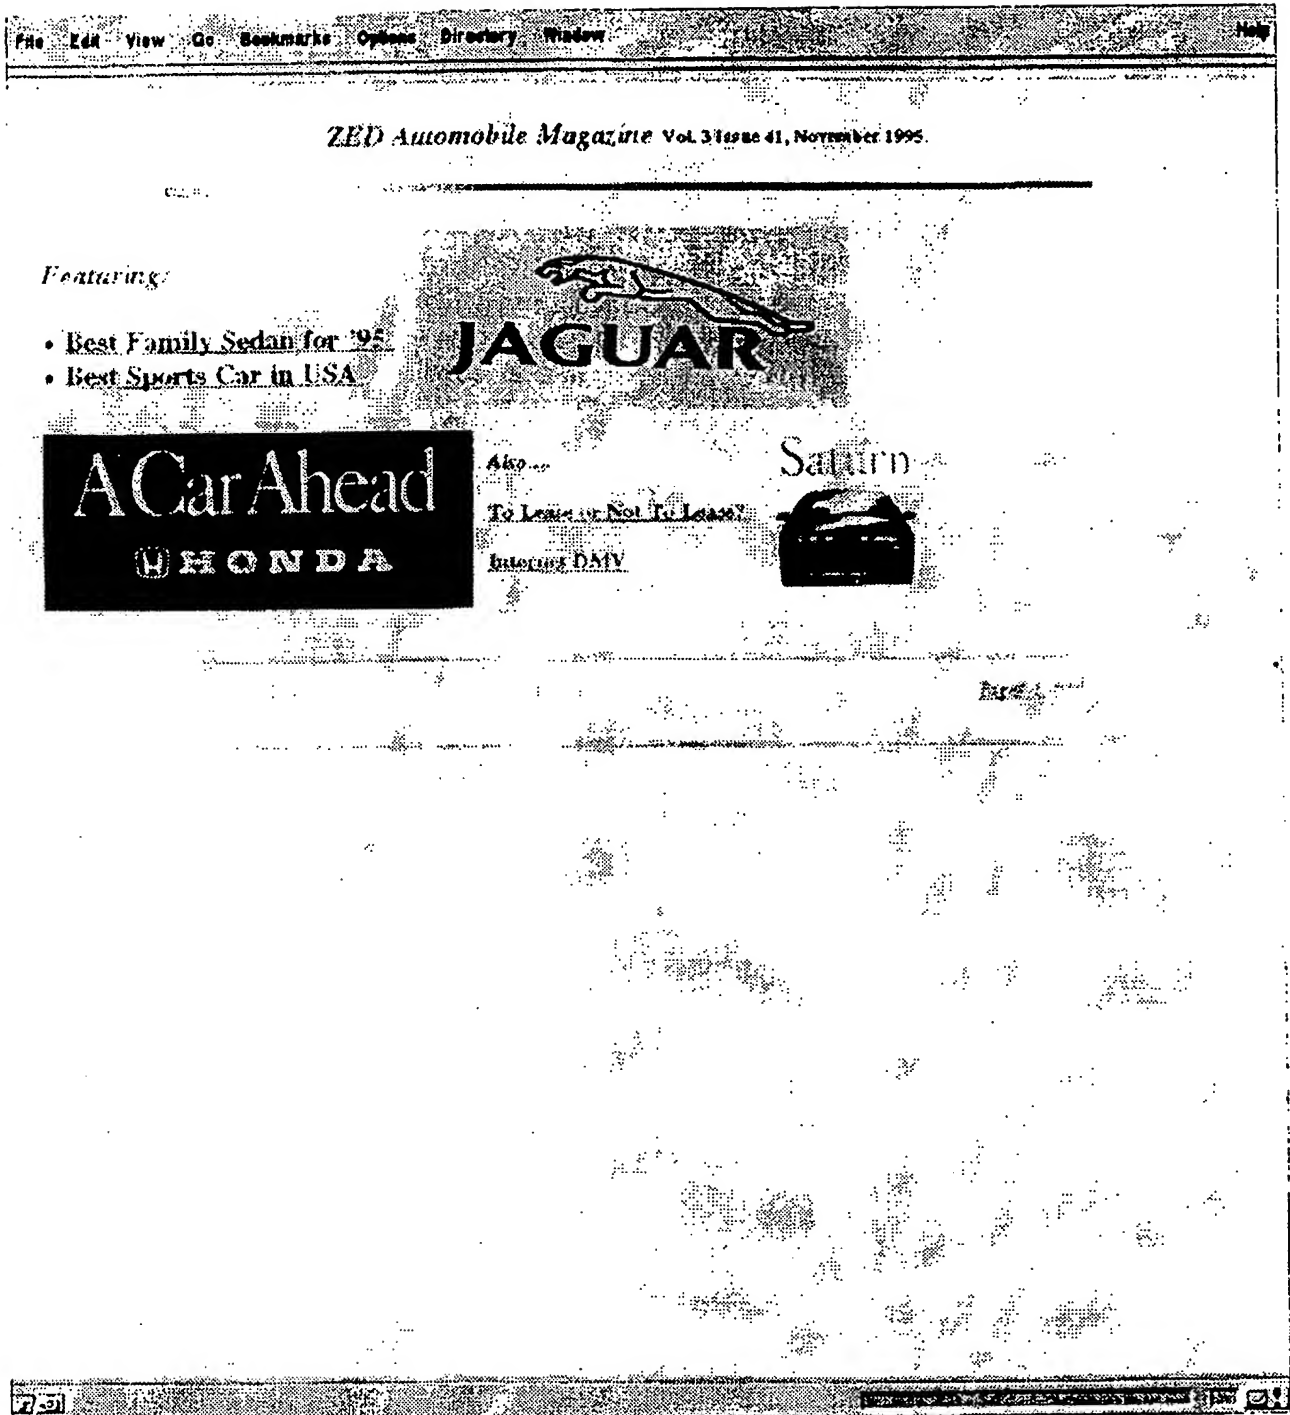 File Edit View Go Bookmarks Options Directory Window Help
ZED Automobile Magazine Vol. 3 Issue 41, November 1995.
Featuring:
• Best Family Sedan for '95.
• Best Sports Car in USA
JAGUAR
A Car Ahead
HONDA
Also...
To Lease or Not To Lease?
Internet DMV
Saturn